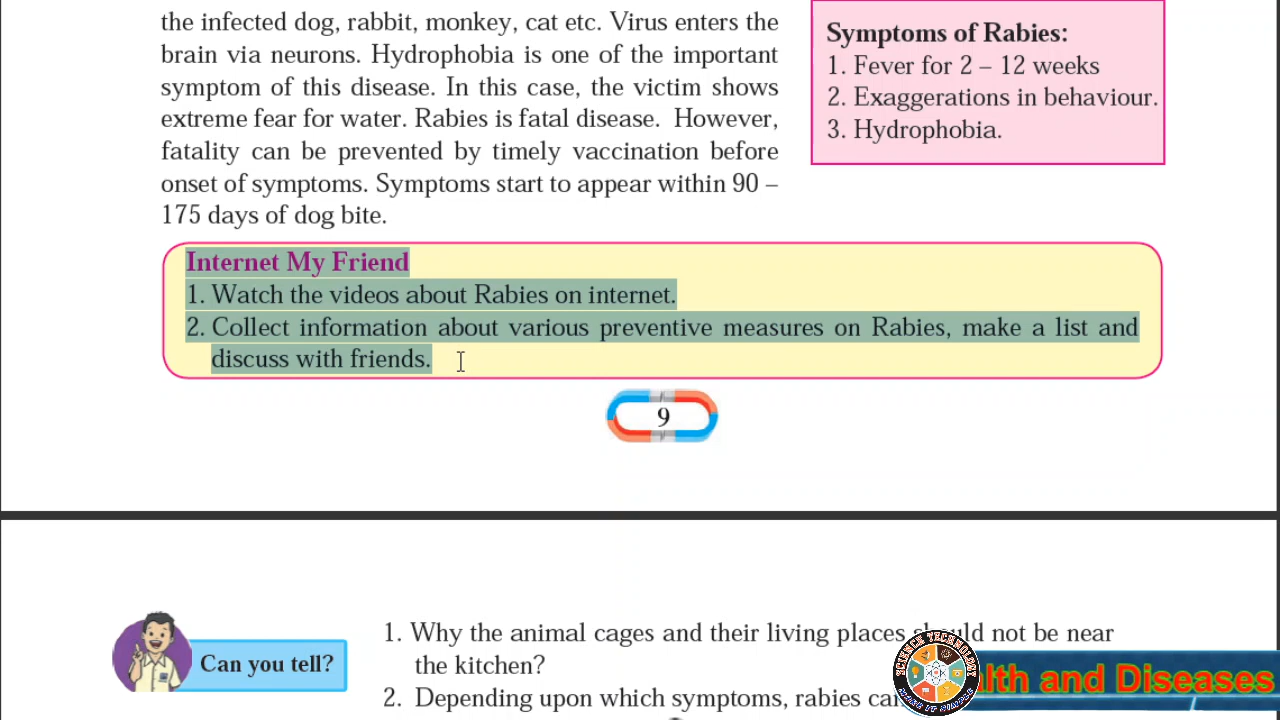 the infected dog, rabbit, monkey, cat etc. Virus enters the
brain via neurons. Hydrophobia is one of the important
symptom of this disease. In this case, the victim shows
extreme fear for water. Rabies is fatal disease. However,
fatality can be prevented by timely vaccination before
onset of symptoms. Symptoms start to appear within 90 –
175 days of dog bite.
Symptoms of Rabies:
1. Fever for 2 – 12 weeks
2. Exaggerations in behaviour.
3. Hydrophobia.
Internet My Friend
1. Watch the videos about Rabies on internet.
2. Collect information about various preventive measures on Rabies, make a list and
discuss with friends.
9
Can you tell?
1. Why the animal cages and their living places should not be near
the kitchen?
2. Depending upon which symptoms, rabies
SCIENCE TECHNOLOGY
and Diseases